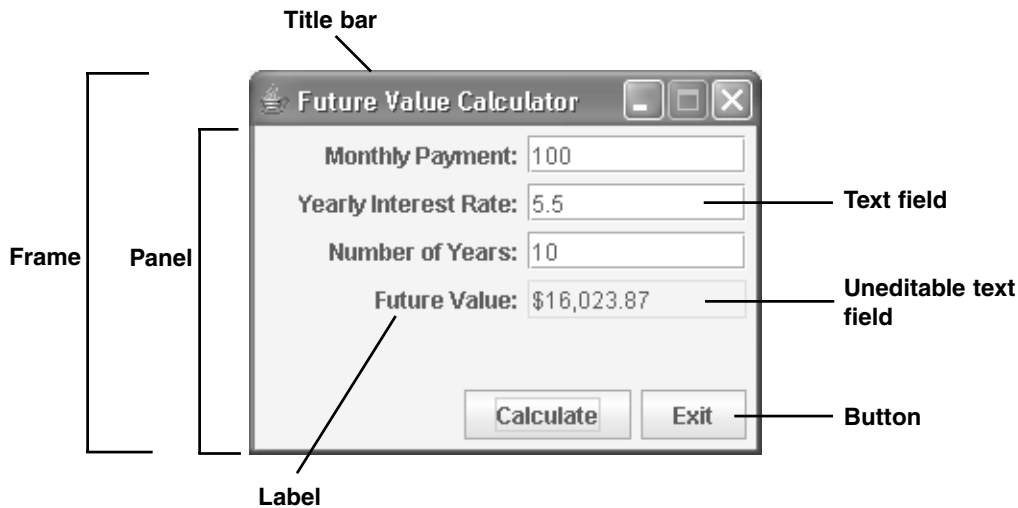 Title bar
Future Value Calculator
Monthly Payment: 100
Yearly Interest Rate: 5.5
Text field
Frame
Panel
Number of Years: 10
Future Value: $16,023.87
Uneditable text
field
Calculate
Exit
Button
Label